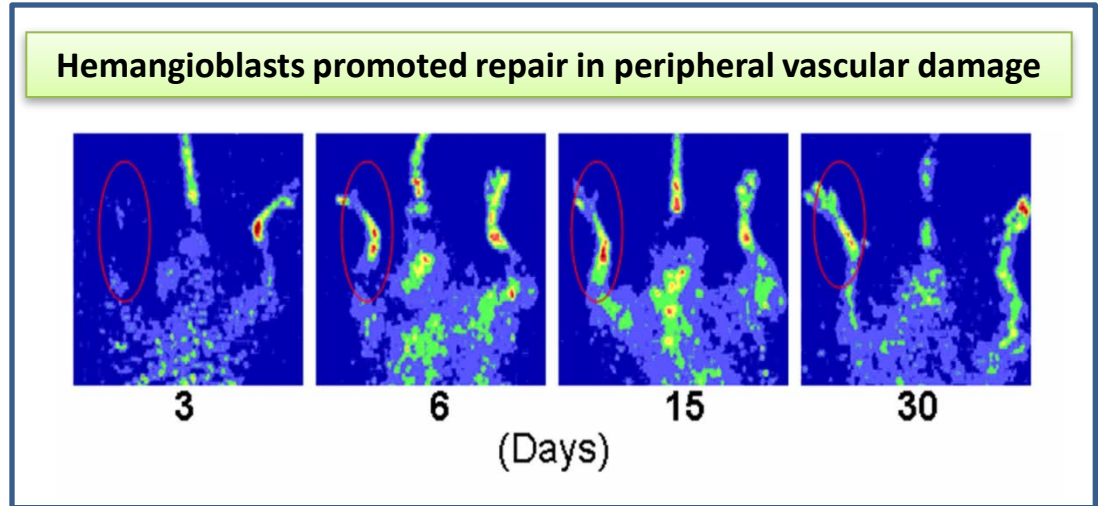 Hemangioblasts promoted repair in peripheral vascular damage
3 6 15 30
(Days)